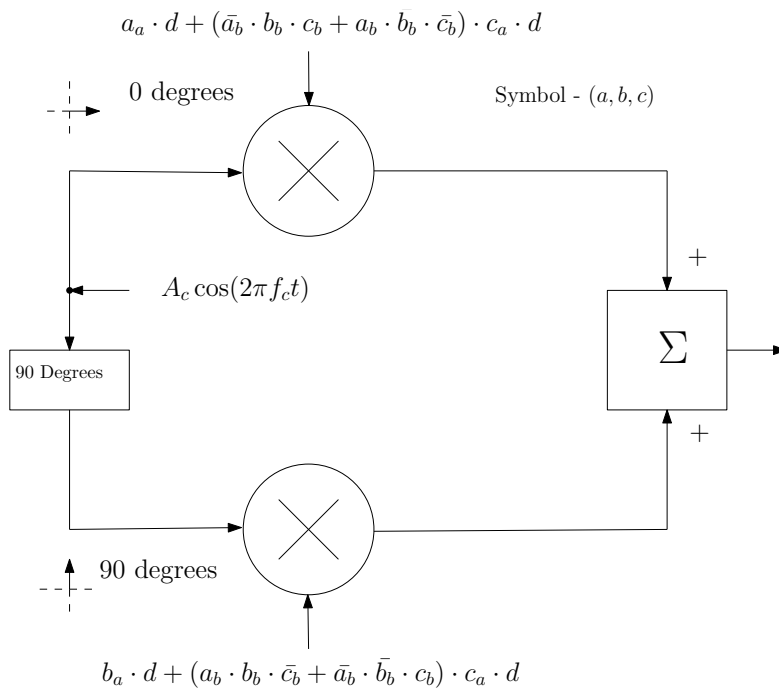 a_a · d + (ā_b · b_b · c_b + a_b · b̄_b · c̄_b) · c_a · d
0 degrees
Symbol - (a, b, c)
+
A_c cos(2πf_ct)
∑
90 Degrees
+
90 degrees
b_a · d + (a_b · b_b · c̄_b + ā_b · b̄_b · c_b) · c_a · d